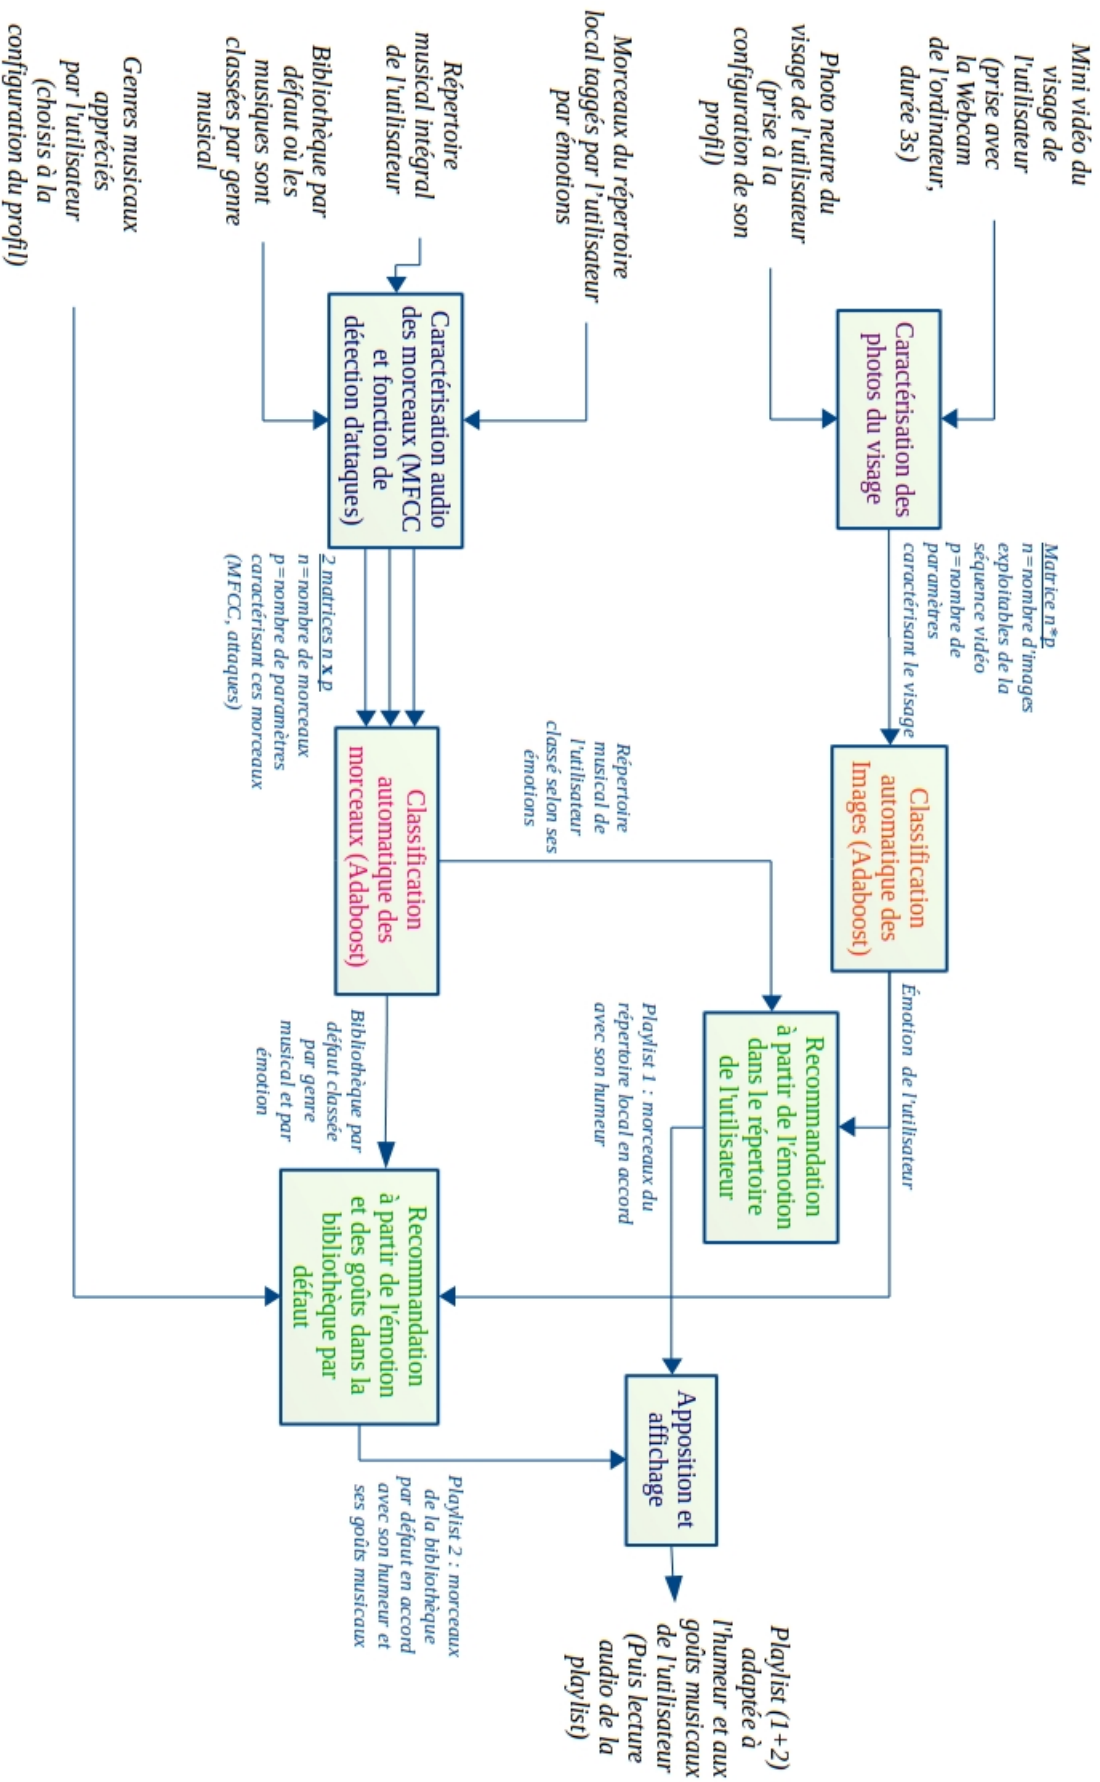 Mini vidéo du
visage de
l'utilisateur
(prise avec
la Webcam
de l'ordinateur,
durée 3s)
Photo neutre du
visage de l'utilisateur
(prise à la
configuration de son
profil)
Morceaux du répertoire
local taggés par l'utilisateur
par émotions
Répertoire
musical intégral
de l'utilisateur
Bibliothèque par
défaut où les
musiques sont
classées par genre
musical
Genres musicaux
appréciés
par l'utilisateur
(choisis à la
configuration du profil)
Caractérisation des
photos du visage
Caractérisation audio
des morceaux (MFCC
et fonction de
détection d'attaques)
Matrice n*p
n=nombre d'images
exploitables de la
séquence vidéo
p=nombre de
paramètres
caractérisant le visage
2 matrices n x p
n=nombre de morceaux
p=nombre de paramètres
caractérisant ces morceaux
(MFCC, attaques)
Classification
automatique des
Images (Adaboost)
Répertoire
musical de
l'utilisateur
classé selon ses
émotions
Classification
automatique des
morceaux (Adaboost)
Émotion de l'utilisateur
Recommandation
à partir de l'émotion
dans le répertoire
de l'utilisateur
Playlist 1 : morceaux du
répertoire local en accord
avec son humeur
Bibliothèque par
défaut classée
par genre
musical et par
émotion
Recommandation
à partir de l'émotion
et des goûts dans la
bibliothèque par
défaut
Apposition et
affichage
Playlist 2 : morceaux
de la bibliothèque
par défaut en accord
avec son humeur et
ses goûts musicaux
Playlist (1+2)
adaptée à
l'humeur et aux
goûts musicaux
de l'utilisateur
(Puis lecture
audio de la
playlist)